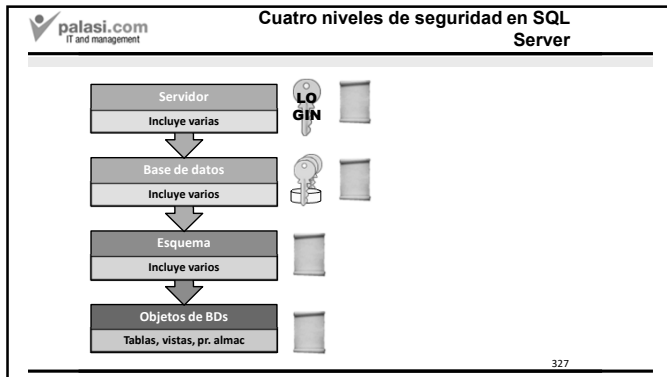 palasi.com
IT and management
Cuatro niveles de seguridad en SQL
Server
Servidor
Incluye varias
LO
GIN
Base de datos
Incluye varios
Esquema
Incluye varios
Objetos de BDs
Tablas, vistas, pr. almac
327